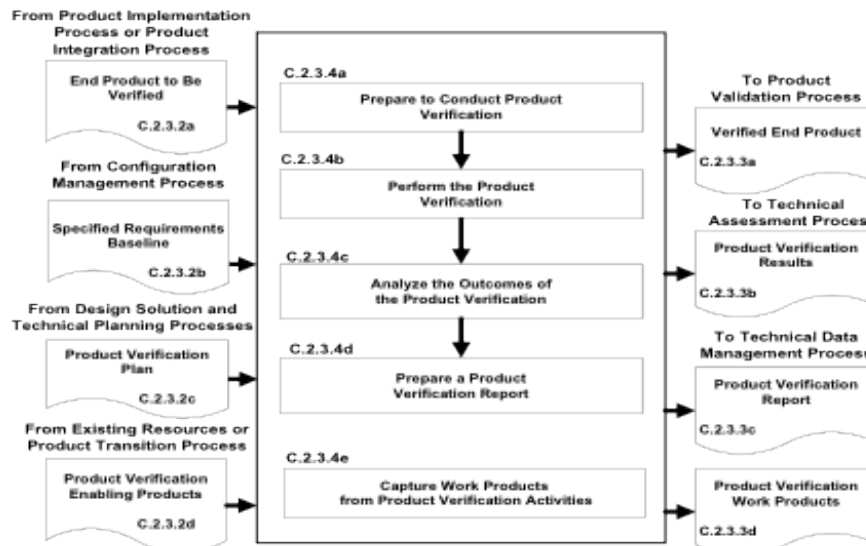 From Product Implementation
Process or Product
Integration Process
End Product to Be
Verified
C.2.3.2a
From Configuration
Management Process
Specified Requirements
Baseline
C.2.3.2b
From Design Solution and
Technical Planning Processes
Product Verification
Plan
C.2.3.2c
From Existing Resources or
Product Transition Process
Product Verification
Enabling Products
C.2.3.2d
C.2.3.4a
Prepare to Conduct Product
Verification
C.2.3.4b
Perform the Product
Verification
C.2.3.4c
Analyze the Outcomes of
the Product Verification
C.2.3.4d
Prepare a Product
Verification Report
C.2.3.4e
Capture Work Products
from Product Verification Activities
To Product
Validation Process
Verified End Product
C.2.3.3a
To Technical
Assessment Process
Product Verification
Results
C.2.3.3b
To Technical Data
Management Process
Product Verification
Report
C.2.3.3c
Product Verification
Work Products
C.2.3.3d